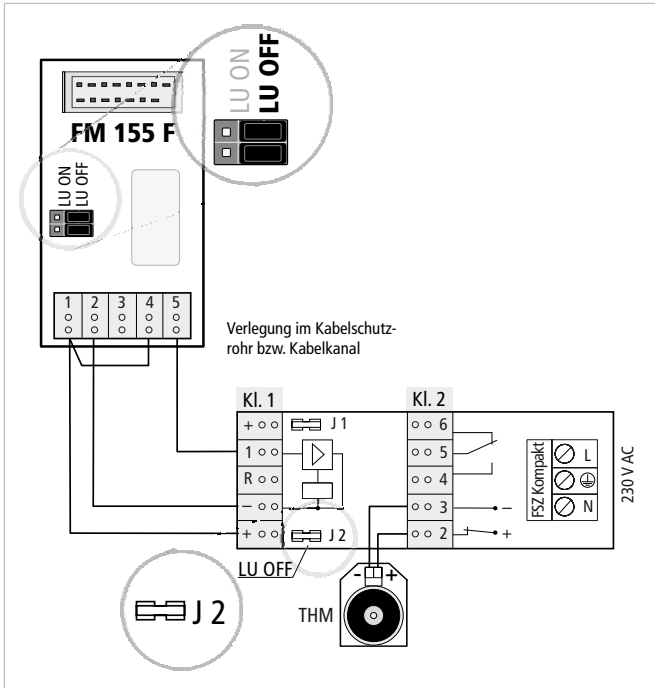 LU ON
LU OFF
FM 155 F
LU ON
LU OFF
1 2 3 4 5
Verlegung im Kabelschutz-
rohr bzw. Kabelkanal
Kl. 1
Kl. 2
+
J 1
6
1
5
R
4
–
3
–
+
J 2
2
+
FSZ Kompakt
L
N
230 V AC
LU OFF
J 2
THM
- +